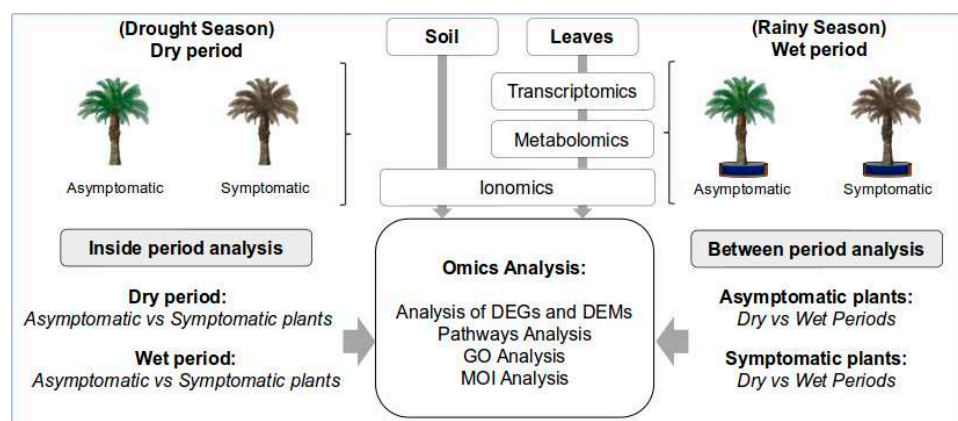 (Drought Season)
Dry period
Asymptomatic
Symptomatic
Soil
Leaves
Transcriptomics
Metabolomics
Ionomics
(Rainy Season)
Wet period
Asymptomatic
Symptomatic
Inside period analysis
Dry period:
Asymptomatic vs Symptomatic plants
Wet period:
Asymptomatic vs Symptomatic plants
Omics Analysis:
Analysis of DEGs and DEMs
Pathways Analysis
GO Analysis
MOI Analysis
Between period analysis
Asymptomatic plants:
Dry vs Wet Periods
Symptomatic plants:
Dry vs Wet Periods